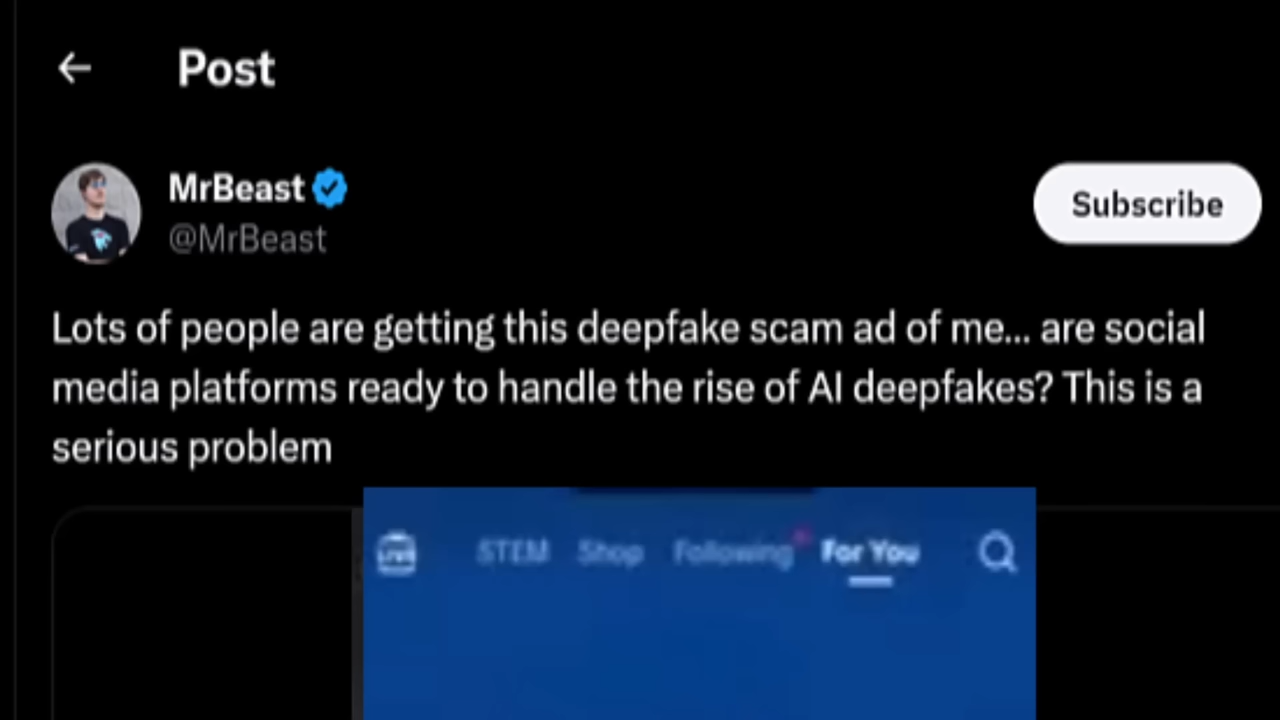 Post
MrBeast
@MrBeast
Subscribe
Lots of people are getting this deepfake scam ad of me... are social
media platforms ready to handle the rise of AI deepfakes? This is a
serious problem
LIVE STEM Shop Following For You